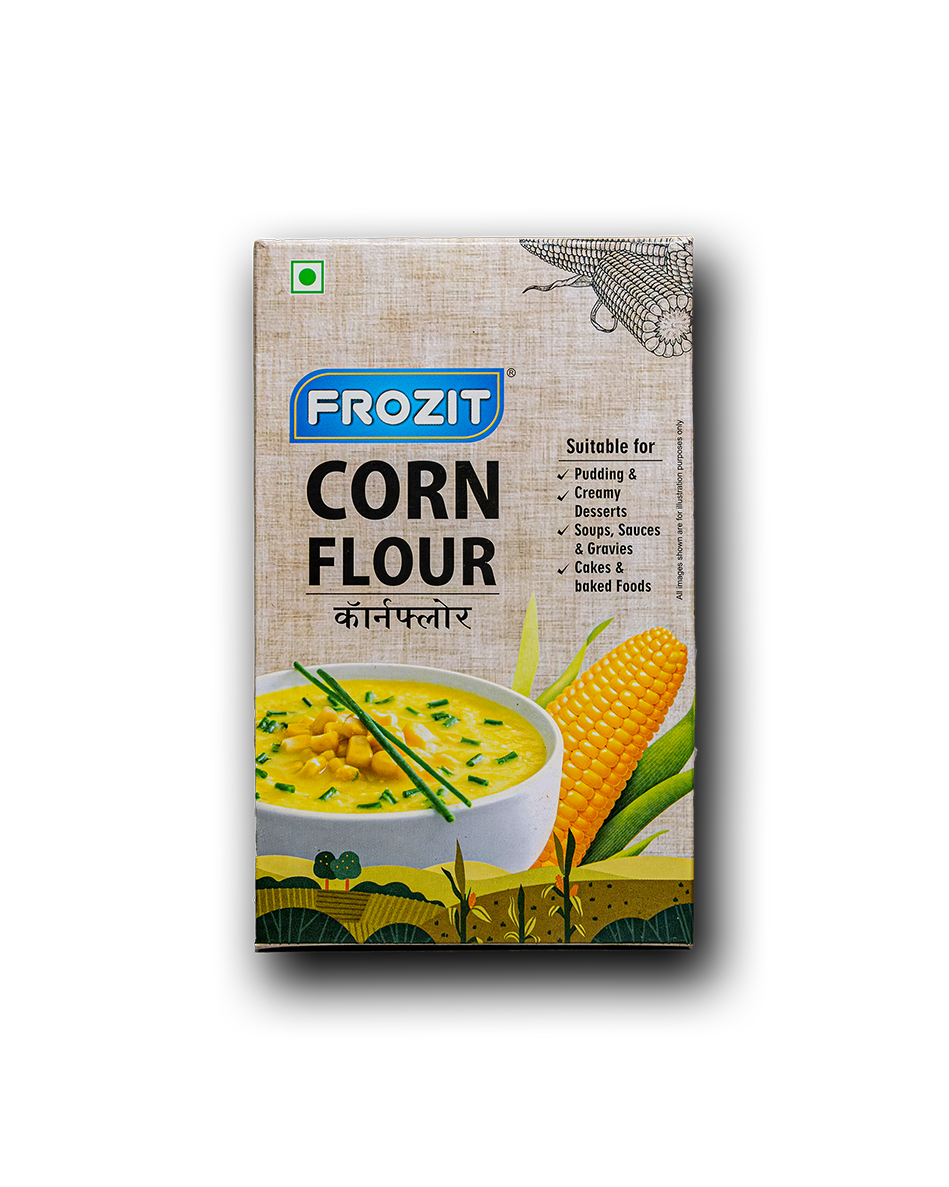 FROZIT®
CORN
FLOUR
कॉर्नफ्लोर
Suitable for
✓ Pudding &
✓ Creamy
Desserts
✓ Soups, Sauces
& Gravies
✓ Cakes &
baked Foods
All images shown are for illustration purposes only.